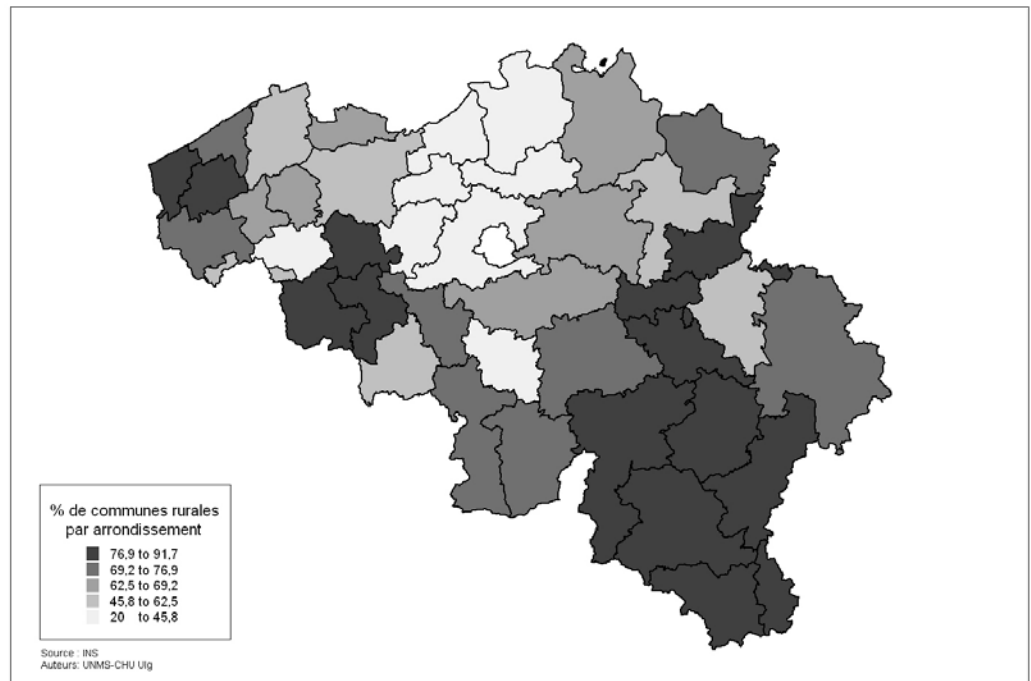 % de communes rurales
par arrondissement
76,9 to 91,7
69,2 to 76,9
62,5 to 69,2
45,8 to 62,5
20 to 45,8
Source : INS
Auteurs: UNMS-CHU Ulg